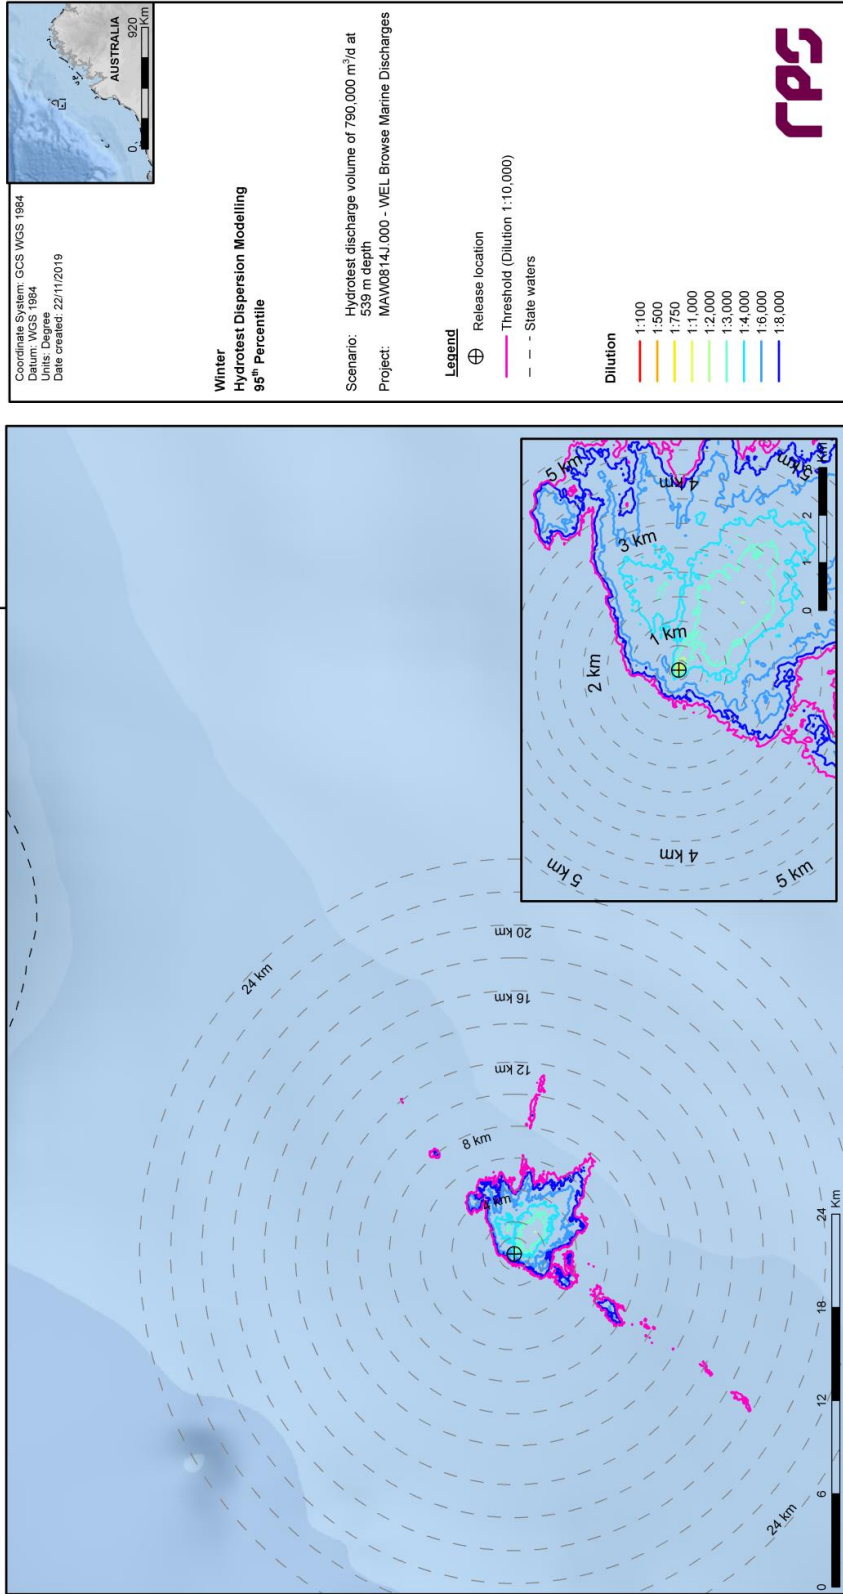 24 km
20 km
16 km
12 km
8 km
4 km
24 km
0 6 12 18 24
Km
5 km
4 km
5 km
2 km
1 km
3 km
5 km
4 km
5 km
0 1 2 3
Km
Coordinate System: GCS WGS 1984
Datum: WGS 1984
Units: Degree
Date created: 22/11/2019
AUSTRALIA
0 920
Km
Winter
Hydrotest Dispersion Modelling
95th Percentile
Scenario: Hydrotest discharge volume of 790,000 m³/d at
539 m depth
Project: MAW0814J.000 - WEL Browse Marine Discharges
Legend
Release location
Threshold (Dilution 1:10,000)
State waters
Dilution
1:100
1:500
1:750
1:1,000
1:2,000
1:3,000
1:4,000
1:6,000
1:8,000
rps